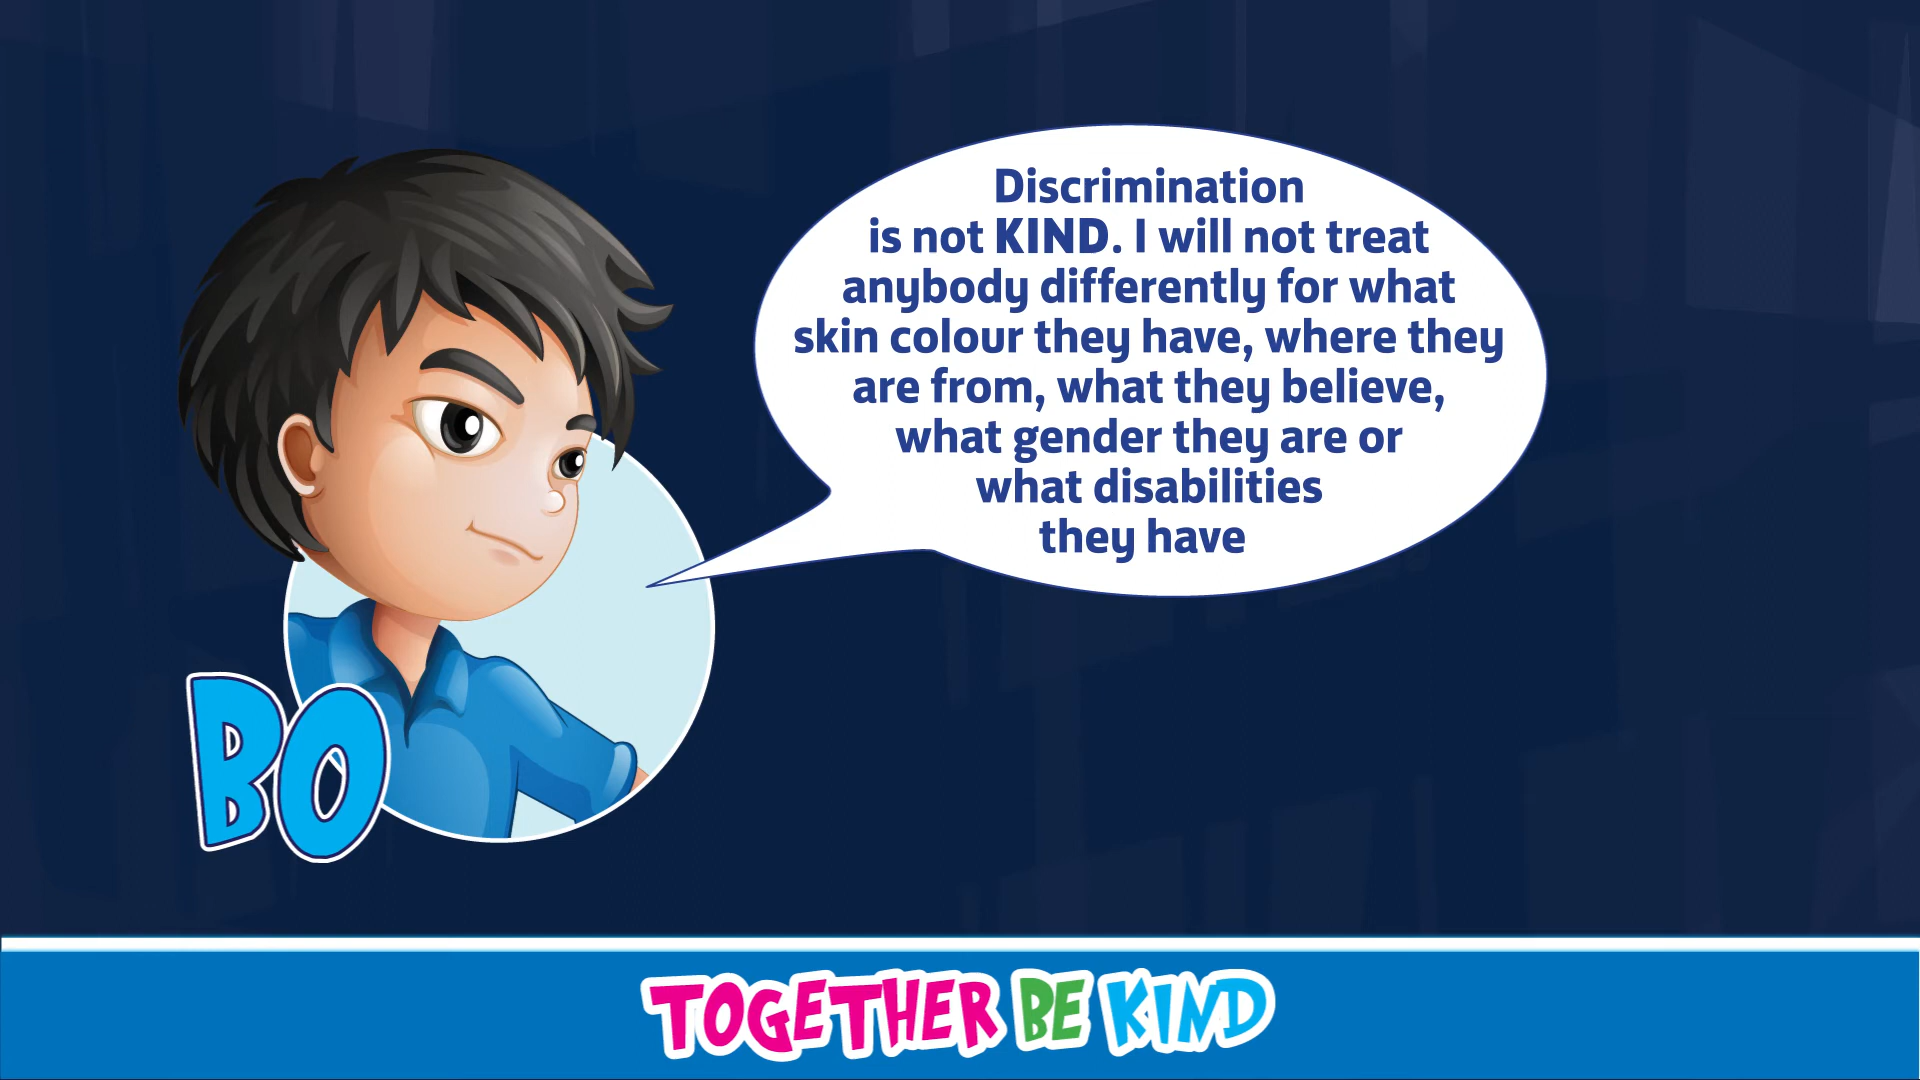 Discrimination
is not KIND. I will not treat
anybody differently for what
skin colour they have, where they
are from, what they believe,
what gender they are or
what disabilities
they have
BO
TOGETHER BE KIND